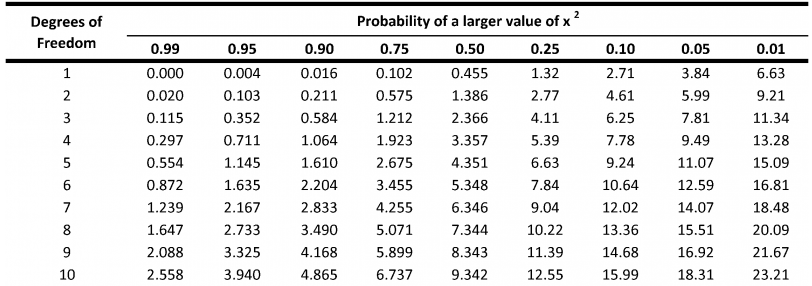 Degrees of Freedom Probability of a larger value of x 2
0.99 0.95 0.90 0.75 0.50 0.25 0.10 0.05 0.01
1 0.000 0.004 0.016 0.102 0.455 1.32 2.71 3.84 6.63
2 0.020 0.103 0.211 0.575 1.386 2.77 4.61 5.99 9.21
3 0.115 0.352 0.584 1.212 2.366 4.11 6.25 7.81 11.34
4 0.297 0.711 1.064 1.923 3.357 5.39 7.78 9.49 13.28
5 0.554 1.145 1.610 2.675 4.351 6.63 9.24 11.07 15.09
6 0.872 1.635 2.204 3.455 5.348 7.84 10.64 12.59 16.81
7 1.239 2.167 2.833 4.255 6.346 9.04 12.02 14.07 18.48
8 1.647 2.733 3.490 5.071 7.344 10.22 13.36 15.51 20.09
9 2.088 3.325 4.168 5.899 8.343 11.39 14.68 16.92 21.67
10 2.558 3.940 4.865 6.737 9.342 12.55 15.99 18.31 23.21